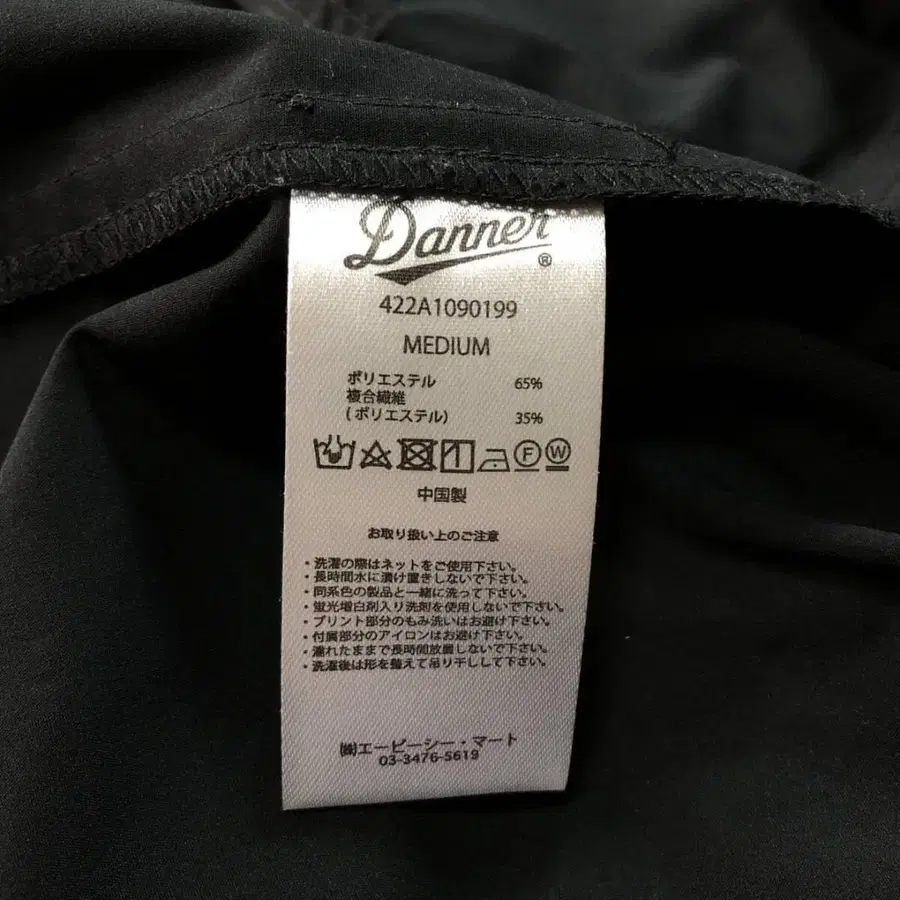 Danner
®
422A1090199
MEDIUM
ポリエステル 65%
複合繊維
(ポリエステル) 35%
F W
中国製
お取り扱い上のご注意
・洗濯の際はネットをご使用下さい。
・長時間水に漬け置きしないで下さい。
・同系色の製品と一緒に洗って下さい。
・蛍光増白剤入り洗剤を使用しないで下さい。
・プリント部分のもみ洗いはお避け下さい。
・付属部分のアイロンはお避け下さい。
・濡れたままで長時間放置しないで下さい。
・洗濯後は形を整えて吊り干しして下さい。
㈱エービーシー・マート
03-3476-5619